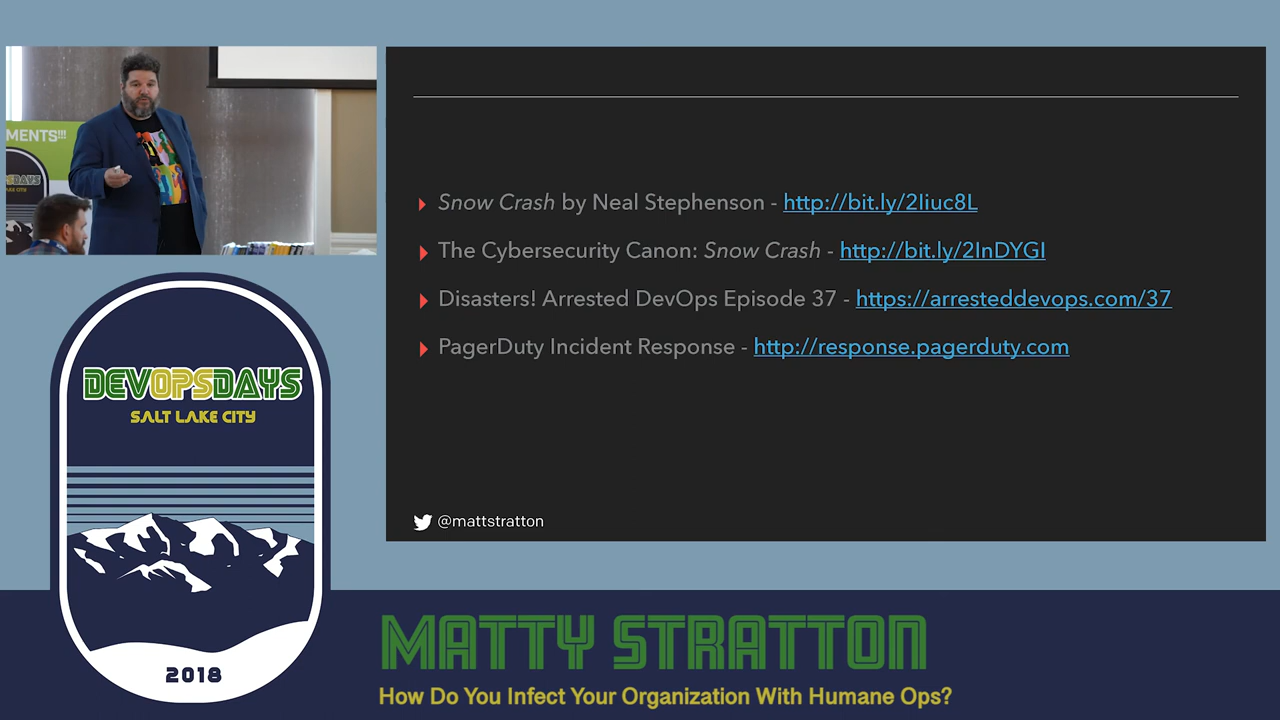 MENTS!!!
Snow Crash by Neal Stephenson - http://bit.ly/2Iiuc8L
The Cybersecurity Canon: Snow Crash - http://bit.ly/2InDYGI
Disasters! Arrested DevOps Episode 37 - https://arresteddevops.com/37
PagerDuty Incident Response - http://response.pagerduty.com
@mattstratton
DEVOPSDAYS
SALT LAKE CITY
2018
MATTY STRATTON
How Do You Infect Your Organization With Humane Ops?